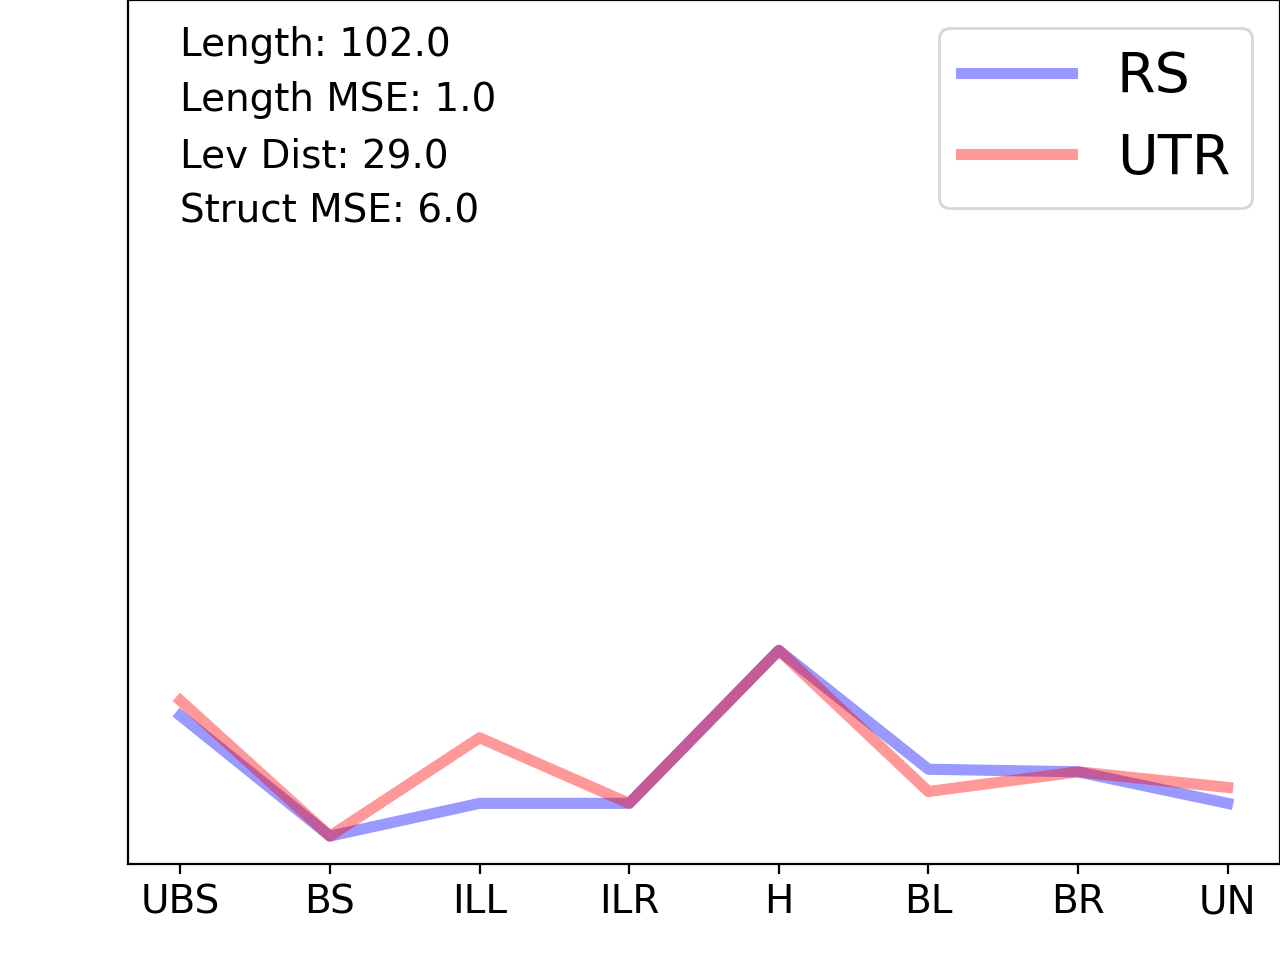 Length: 102.0
Length MSE: 1.0
Lev Dist: 29.0
Struct MSE: 6.0
RS
UTR
UBS BS ILL ILR H BL BR UN